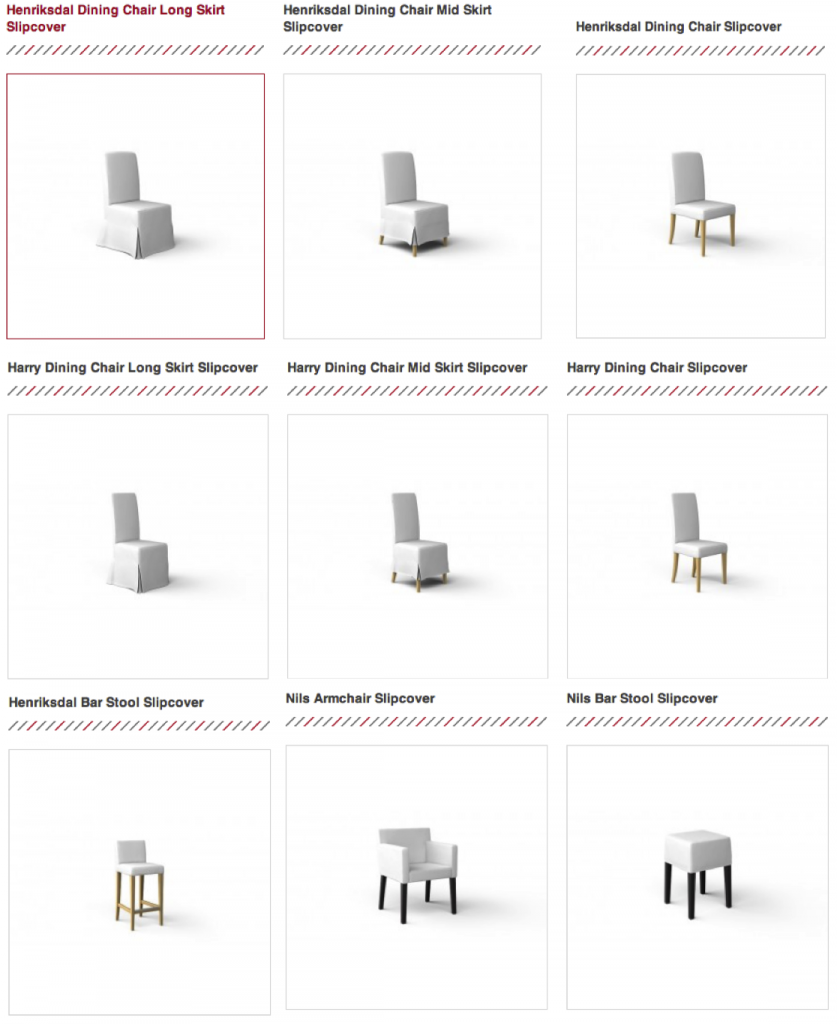 Henriksdal Dining Chair Long Skirt
Slipcover
Henriksdal Dining Chair Mid Skirt
Slipcover
Henriksdal Dining Chair Slipcover
Harry Dining Chair Long Skirt Slipcover
Harry Dining Chair Mid Skirt Slipcover
Harry Dining Chair Slipcover
Henriksdal Bar Stool Slipcover
Nils Armchair Slipcover
Nils Bar Stool Slipcover